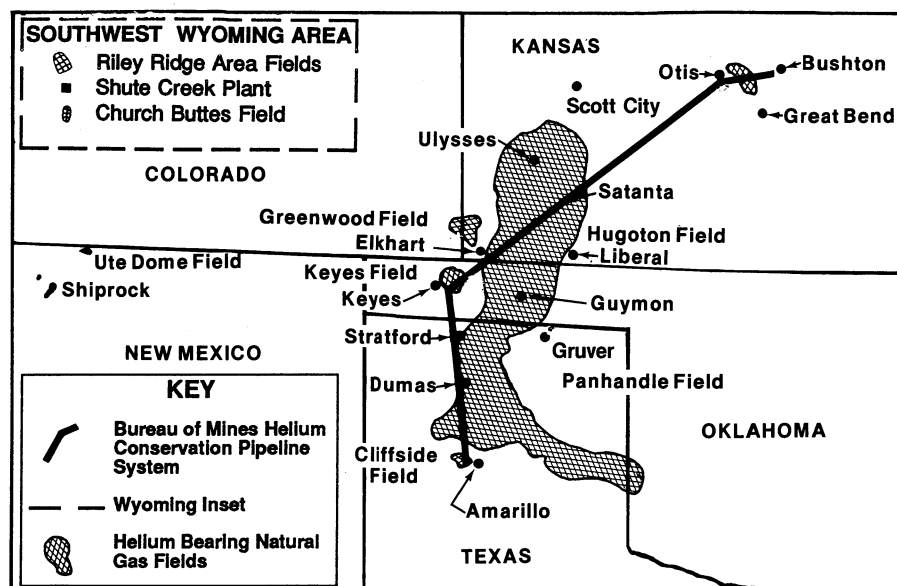 SOUTHWEST WYOMING AREA
Riley Ridge Area Fields
Shute Creek Plant
Church Buttes Field
KANSAS
Otis
Bushton
Scott City
Great Bend
Ulysses
COLORADO
Satanta
Greenwood Field
Elkhart
Hugoton Field
Liberal
Ute Dome Field
Keyes Field
Shiprock
Keyes
Guymon
Stratford
Gruver
NEW MEXICO
Dumas
Panhandle Field
KEY
Bureau of Mines Helium
Conservation Pipeline
System
OKLAHOMA
Cliffside
Field
Wyoming Inset
Amarillo
Helium Bearing Natural
Gas Fields
TEXAS